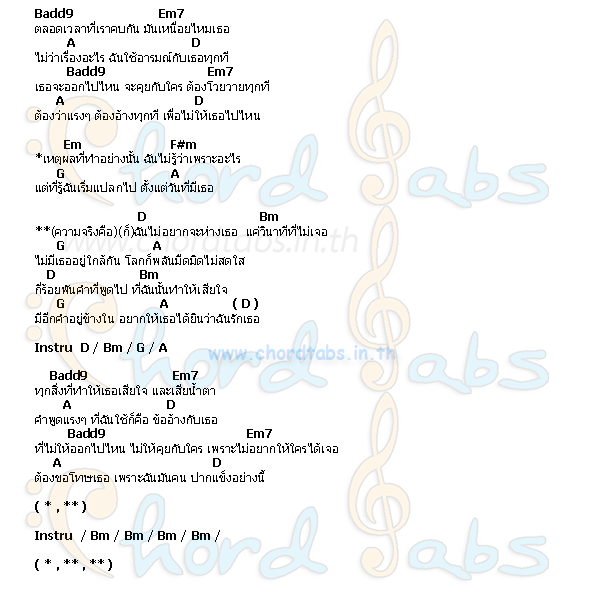 Badd9 Em7
ตลอดเวลาที่เราคบกัน มันเหนื่อยไหมเธอ
A D
ไม่ว่าเรื่องอะไร ฉันใช้อารมณ์กับเธอทุกที
Badd9 Em7
เธอจะออกไปไหน จะคุยกับใคร ต้องโวยวายทุกที
A D
ต้องว่าแรงๆ ต้องอ้างทุกที เพื่อไม่ให้เธอไปไหน
Em F#m
*เหตุผลที่ทำอย่างนั้น ฉันไม่รู้ว่าเพราะอะไร
G A
แต่ที่รู้ฉันเริ่มแปลกไป ตั้งแต่วันที่มีเธอ
D Bm
**(ความจริงคือ)(ก็)ฉันไม่อยากจะห่างเธอ แค่วินาทีที่ไม่เจอ
G A
ไม่มีเธออยู่ใกล้กัน โลกก็พลันมืดมิดไม่สดใส
D Bm
กี่ร้อยพันคำที่พูดไป ที่ฉันนั้นทำให้เสียใจ
G A ( D )
มีอีกคำอยู่ข้างใน อยากให้เธอได้ยินว่าฉันรักเธอ
Instru D / Bm / G / A
Badd9 Em7
ทุกสิ่งที่ทำให้เธอเสียใจ และเสียน้ำตา
A D
คำพูดแรงๆ ที่ฉันใช้ก็คือ ข้ออ้างกับเธอ
Badd9 Em7
ที่ไม่ให้ออกไปไหน ไม่ให้คุยกับใคร เพราะไม่อยากให้ใครได้เจอ
A D
ต้องขอโทษเธอ เพราะฉันมันคน ปากแข็งอย่างนี้
( * , ** )
Instru / Bm / Bm / Bm / Bm /
( * , ** , ** )
Chord Tabs
www.chordtabs.in.th
www.chordtabs.in.th
Chord Tabs